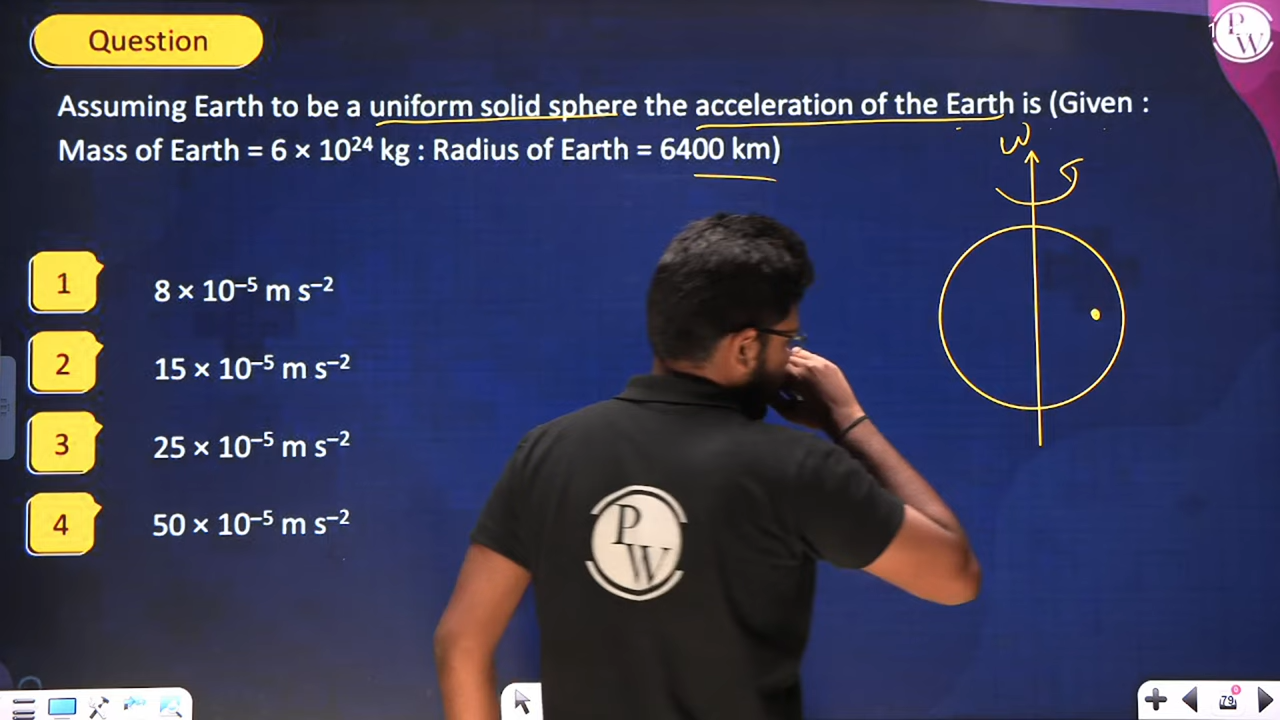 Question
Assuming Earth to be a uniform solid sphere the acceleration of the Earth is (Given :
Mass of Earth = 6 × 10²⁴ kg : Radius of Earth = 6400 km)
ω
1
8 × 10⁻⁵ m s⁻²
2
15 × 10⁻⁵ m s⁻²
3
25 × 10⁻⁵ m s⁻²
4
50 × 10⁻⁵ m s⁻²
P
W
P
W
79